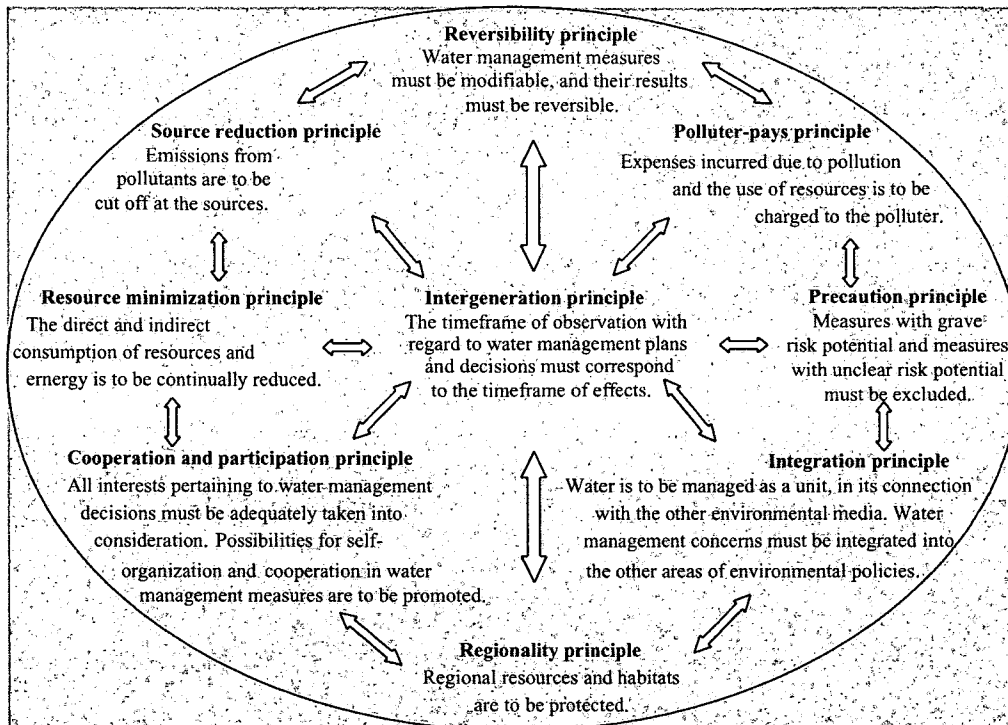 Reversibility principle
Water management measures
must be modifiable, and their results
must be reversible.
Source reduction principle
Emissions from
pollutants are to be
cut off at the sources.
Polluter-pays principle
Expenses incurred due to pollution
and the use of resources is to be
charged to the polluter.
Resource minimization principle
The direct and indirect
consumption of resources and
ernergy is to be continually reduced.
Intergeneration principle
The timeframe of observation with
regard to water management plans
and decisions must correspond
to the timeframe of effects.
Precaution principle
Measures with grave
risk potential and measures
with unclear risk potential
must be excluded.
Cooperation and participation principle
All interests pertaining to water management
decisions must be adequately taken into
consideration. Possibilities for self-
organization and cooperation in water
management measures are to be promoted.
Integration principle
Water is to be managed as a unit, in its connection
with the other environmental media. Water
management concerns must be integrated into
the other areas of environmental policies.
Regionality principle
Regional resources and habitats
are to be protected.